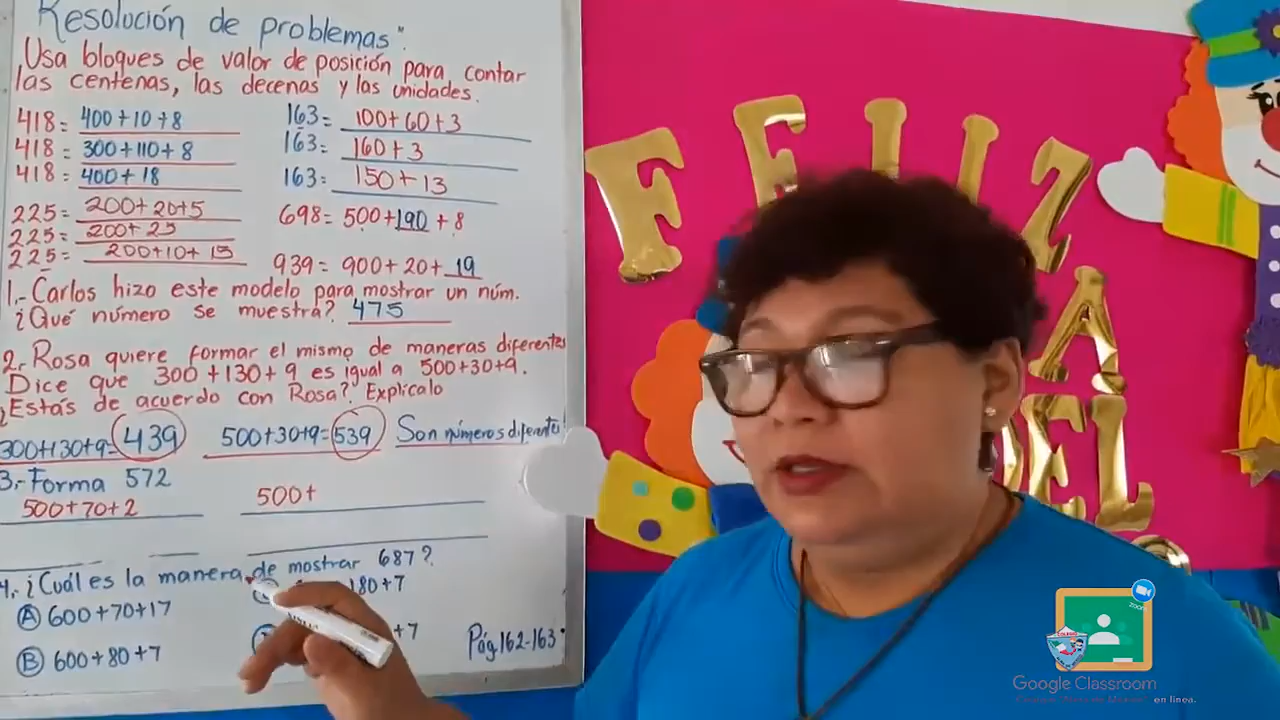 Resolución de problemas".
Usa bloques de valor de posición para contar
las centenas, las decenas y las unidades.
418= 400+10+8
418= 300+110+8
418= 400+18
225= 200+20+5
225= 200+25
225= 200+10+15
163= 100+60+3
163= 160+3
163= 150+13
698= 500+190+8
939= 900+20+19
1.- Carlos hizo este modelo para mostrar un núm.
¿Qué número se muestra? 475
2.- Rosa quiere formar el mismo de maneras diferentes
Dice que 300+130+9 es igual a 500+30+9.
¿Estás de acuerdo con Rosa? Explícalo
300+130+9=439 500+30+9=539 Son números diferente
3.- Forma 572
500+70+2 500+
4.- ¿Cuál es la manera de mostrar 687?
A 600+70+17
180+7
B 600+80+7
+7
Pág.162-163
FELIZ
DEL
zoom
COLEGIO
Google Classroom
en línea.